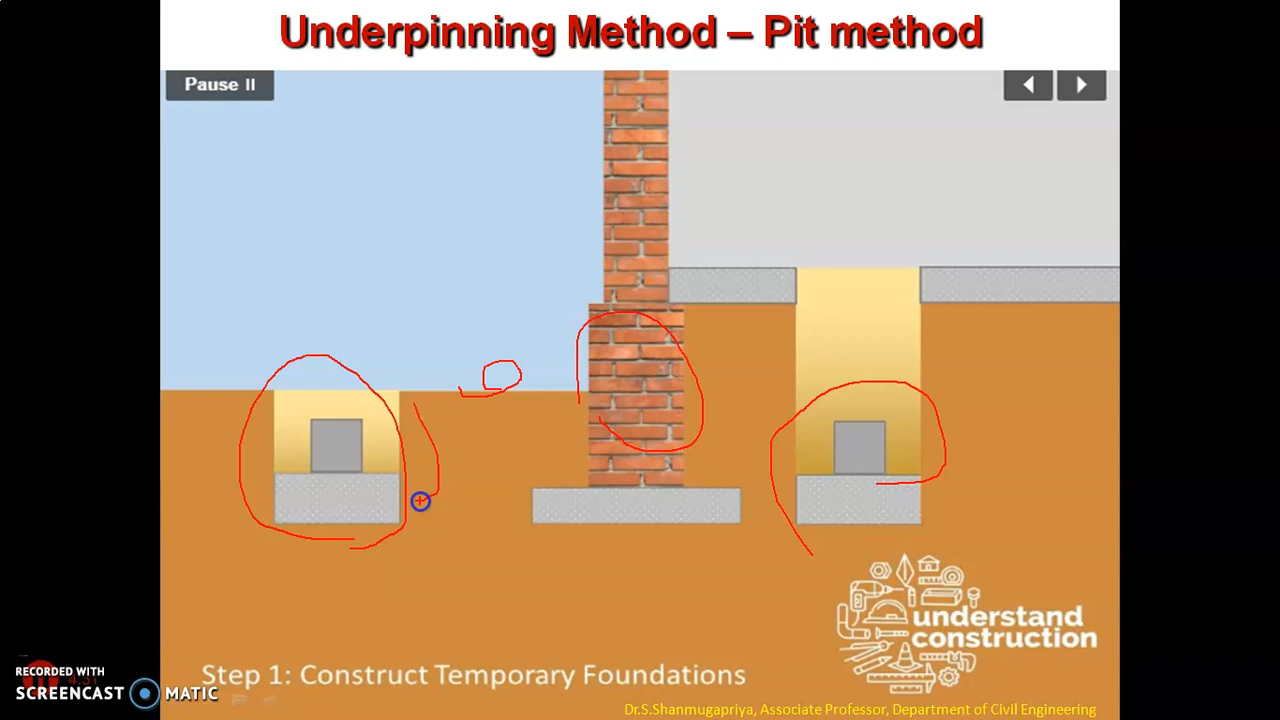 Underpinning Method – Pit method
Pause II
understand
construction
Step 1: Construct Temporary Foundations
RECORDED WITH
SCREENCAST MATIC
Dr.S.Shanmugapriya, Associate Professor, Department of Civil Engineering